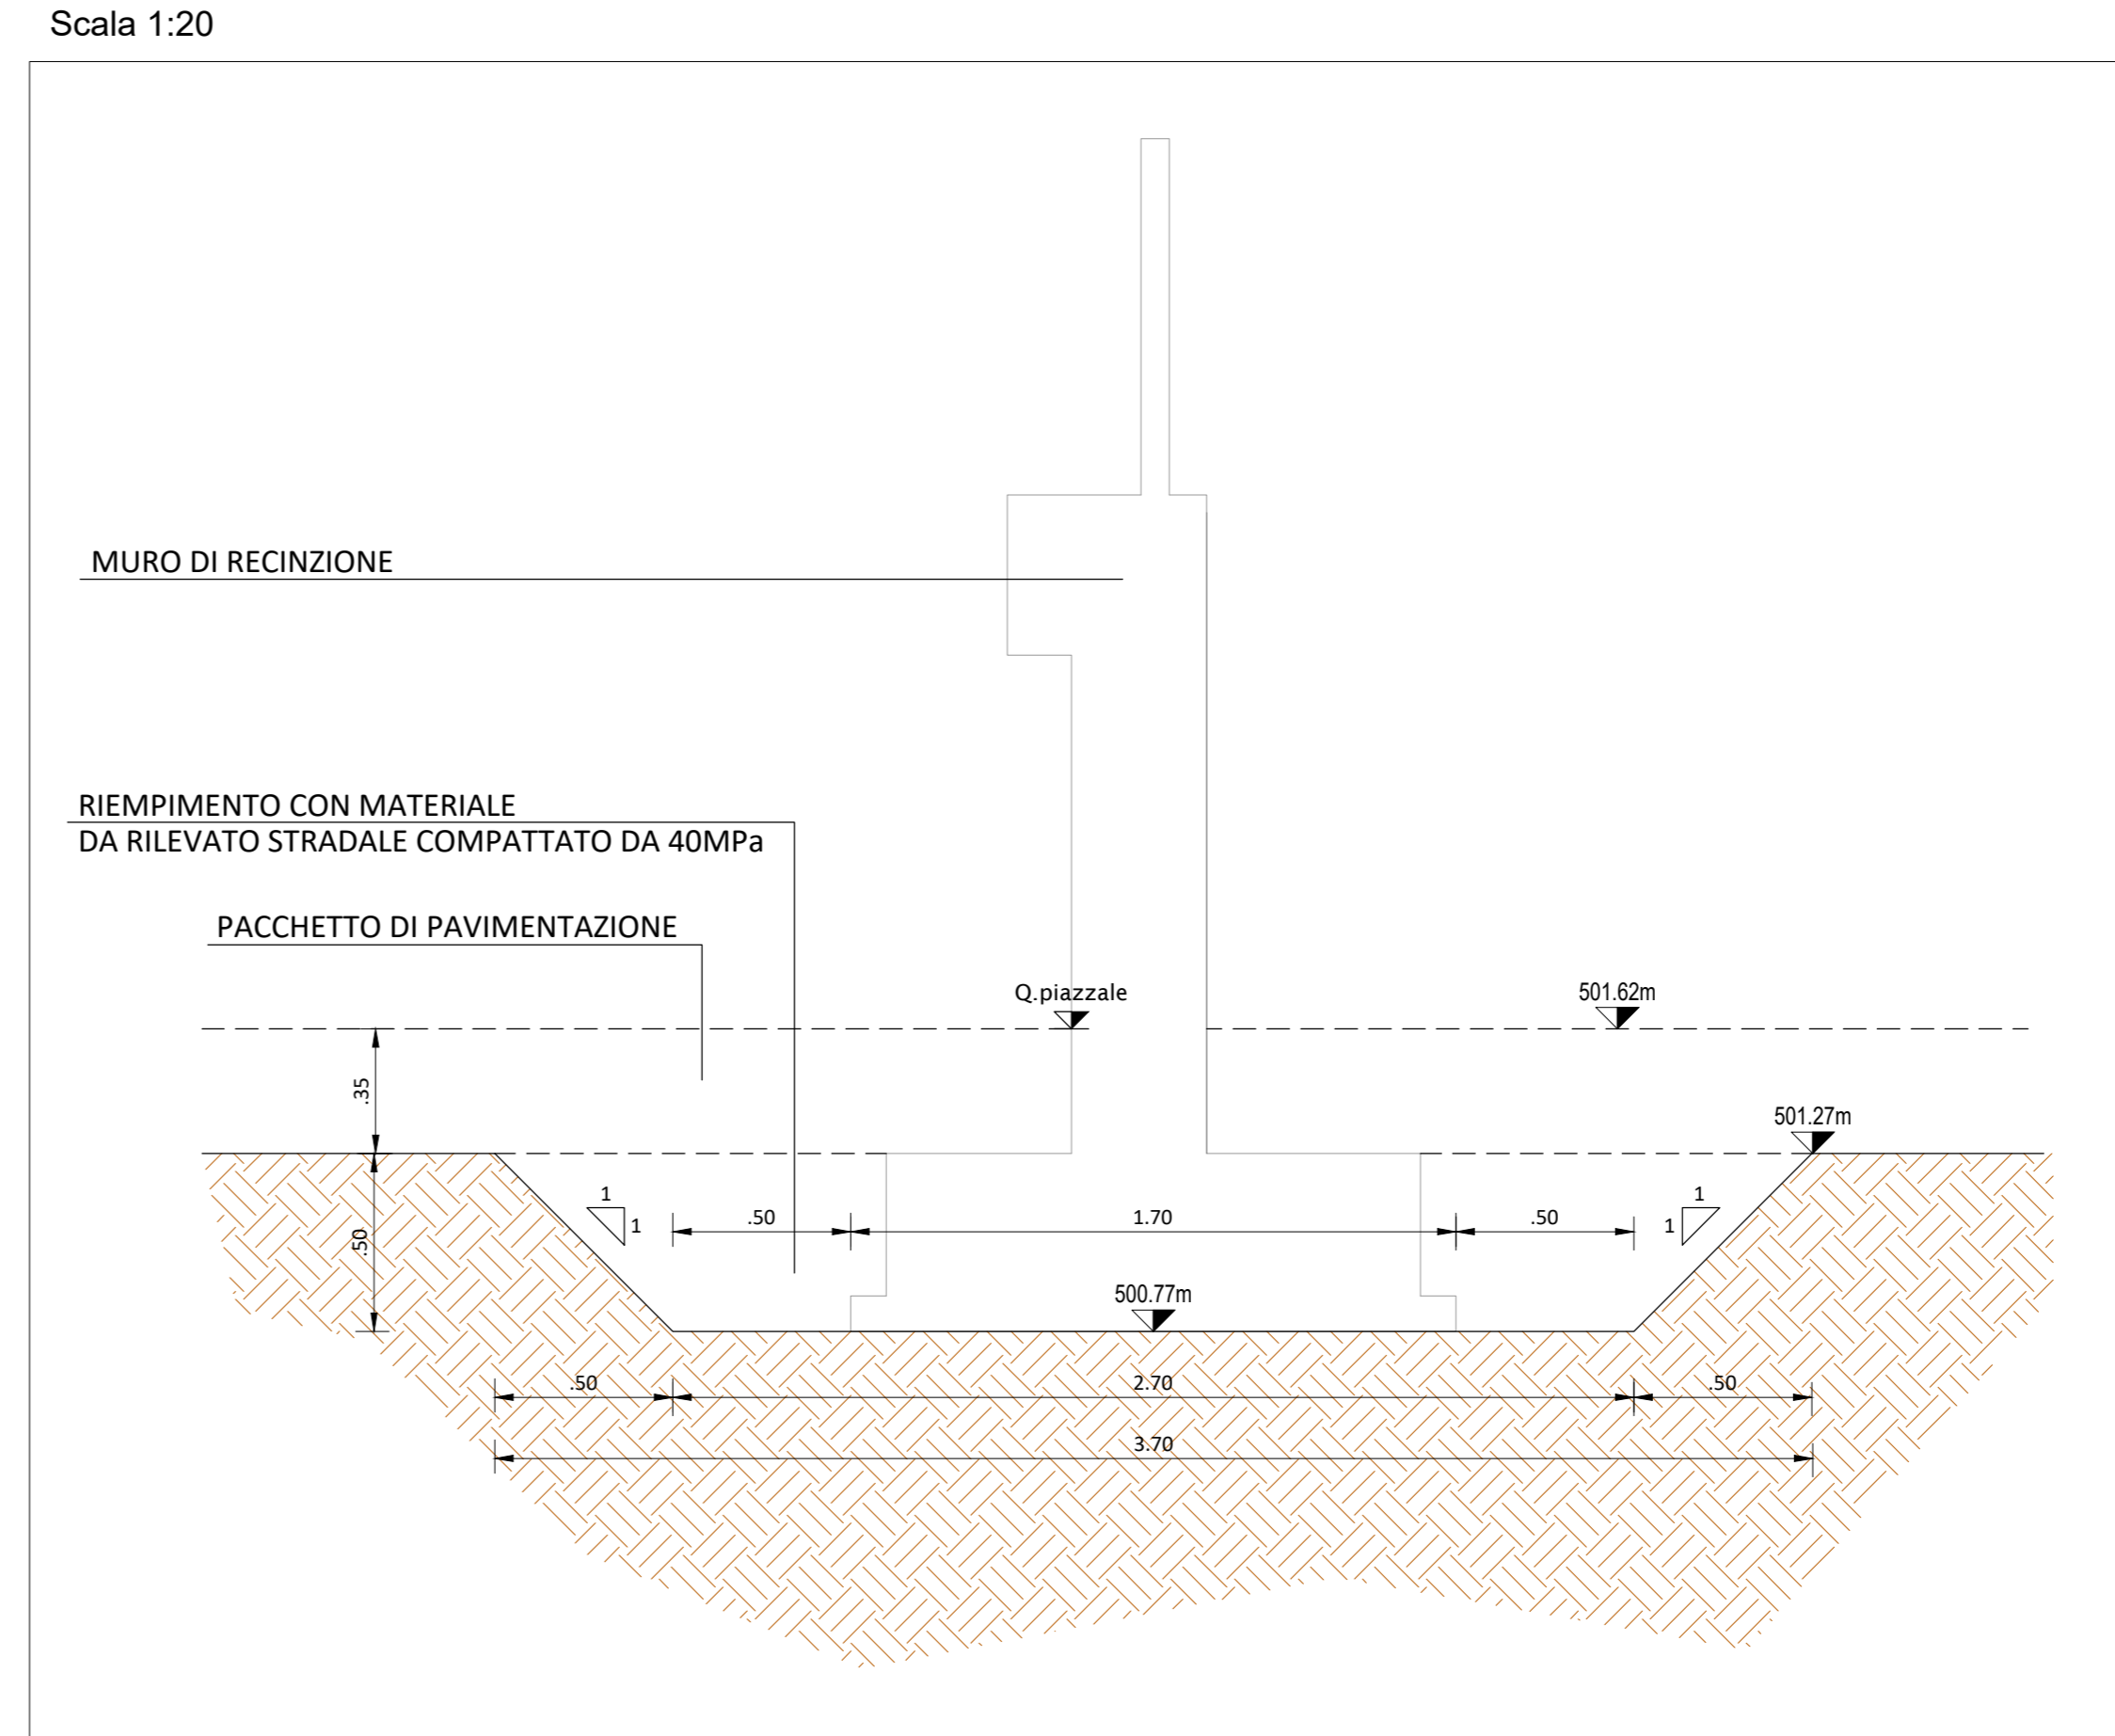 Scala 1:20
MURO DI RECINZIONE
RIEMPIMENTO CON MATERIALE
DA RILEVATO STRADALE COMPATTATO DA 40MPa
PACCHETTO DI PAVIMENTAZIONE
Q.piazzale
501.62m
.35
501.27m
1
1
1
1
.50
.50
1.70
.50
500.77m
.50
2.70
.50
3.70